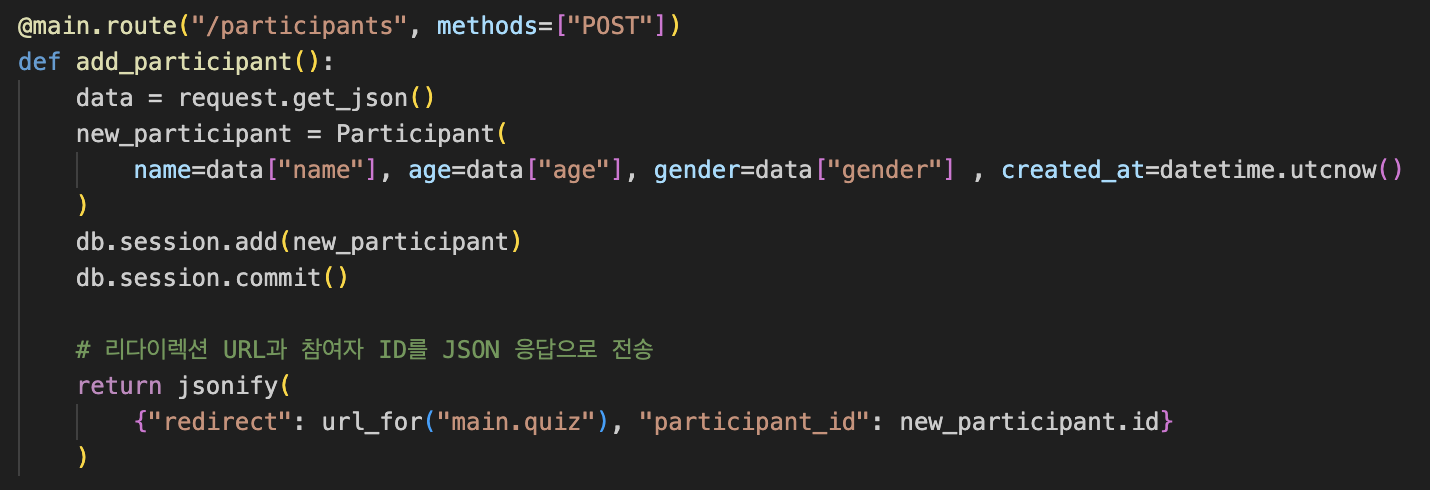 @main.route("/participants", methods=["POST"])
def add_participant():
    data = request.get_json()
    new_participant = Participant(
        name=data["name"], age=data["age"], gender=data["gender"] , created_at=datetime.utcnow()
    )
    db.session.add(new_participant)
    db.session.commit()

    # 리다이렉션 URL과 참여자 ID를 JSON 응답으로 전송
    return jsonify(
        {"redirect": url_for("main.quiz"), "participant_id": new_participant.id}
    )